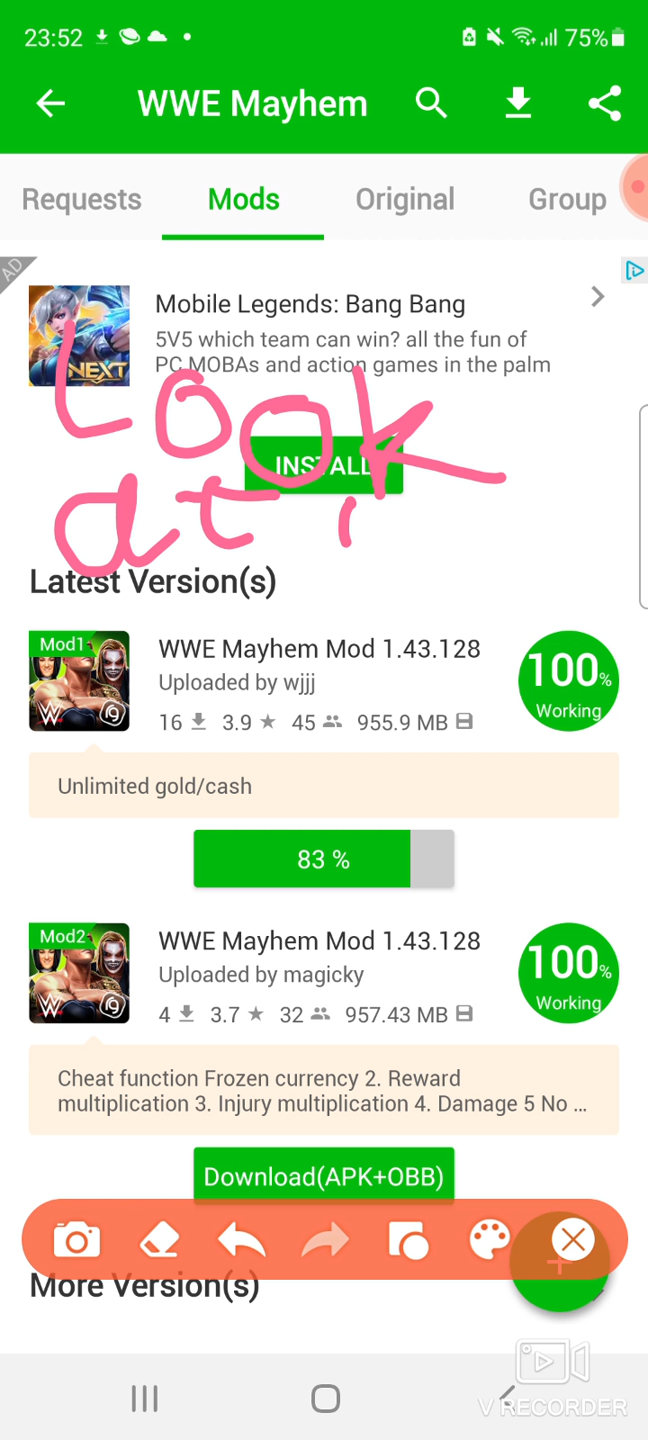 23:52 75%
WWE Mayhem
Requests Mods Original Group
AD
Mobile Legends: Bang Bang
5V5 which team can win? all the fun of
PC MOBAs and action games in the palm
NEXT
Look
INSTALL
at
Latest Version(s)
Mod1
WWE Mayhem Mod 1.43.128
Uploaded by wjjj
16 3.9 45 955.9 MB
100%
Working
Unlimited gold/cash
83 %
Mod2
WWE Mayhem Mod 1.43.128
Uploaded by magicky
4 3.7 32 957.43 MB
100%
Working
Cheat function Frozen currency 2. Reward
multiplication 3. Injury multiplication 4. Damage 5 No ...
Download(APK+OBB)
More Version(s)
V RECORDER